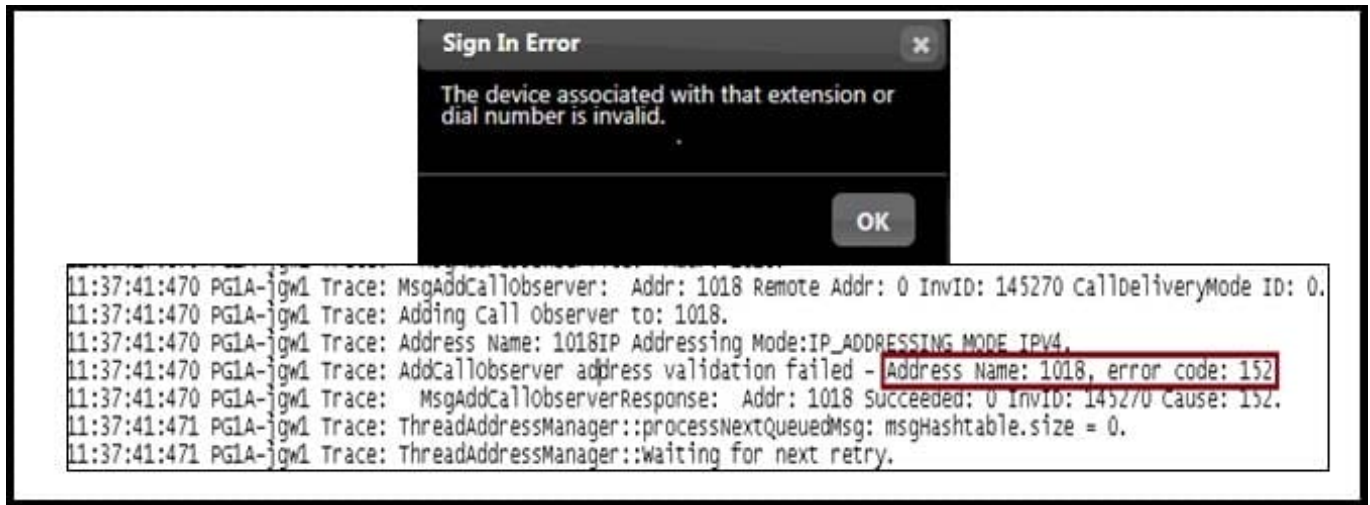 Sign In Error
The device associated with that extension or
dial number is invalid.
OK
11:37:41:470 PG1A-jgw1 Trace: MsgAddCallObserver:  Addr: 1018 Remote Addr: 0 InvID: 145270 CallDeliveryMode ID: 0.
11:37:41:470 PG1A-jgw1 Trace: Adding Call Observer to: 1018.
11:37:41:470 PG1A-jgw1 Trace: Address Name: 1018IP Addressing Mode:IP_ADDRESSING_MODE_IPV4.
11:37:41:470 PG1A-jgw1 Trace: AddCallObserver address validation failed - Address Name: 1018, error code: 152
11:37:41:470 PG1A-jgw1 Trace:  MsgAddCallObserverResponse:  Addr: 1018 Succeeded: 0 InvID: 145270 Cause: 152.
11:37:41:471 PG1A-jgw1 Trace: ThreadAddressManager::processNextQueuedMsg: msgHashtable.size = 0.
11:37:41:471 PG1A-jgw1 Trace: ThreadAddressManager::Waiting for next retry.